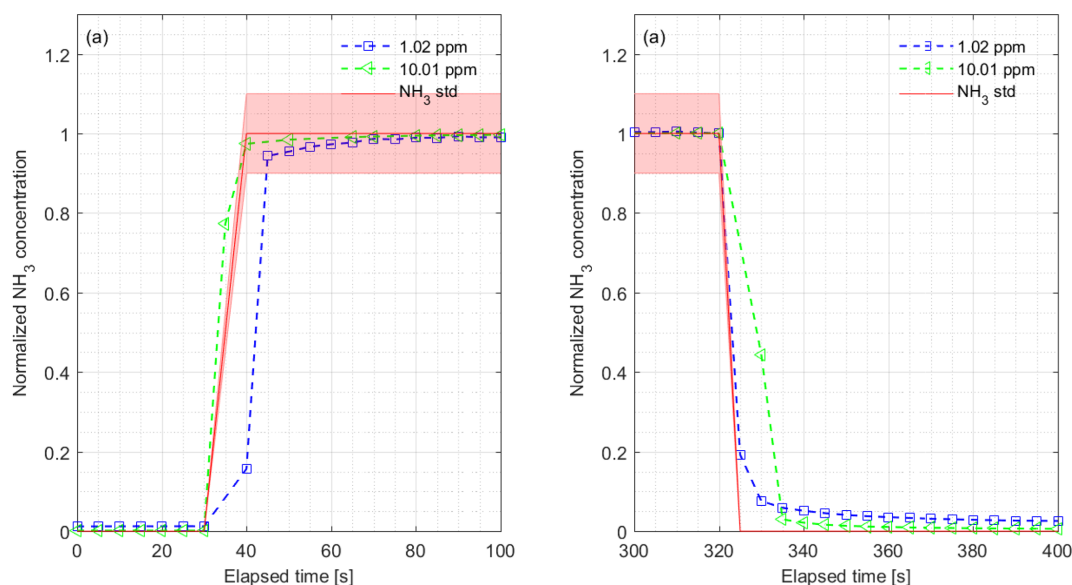 (a)
1.02 ppm
10.01 ppm
NH3 std
Normalized NH3 concentration
1.2
1
0.8
0.6
0.4
0.2
0
0 20 40 60 80 100
Elapsed time [s]
(a)
1.02 ppm
10.01 ppm
NH3 std
Normalized NH3 concentration
1.2
1
0.8
0.6
0.4
0.2
0
300 320 340 360 380 400
Elapsed time [s]